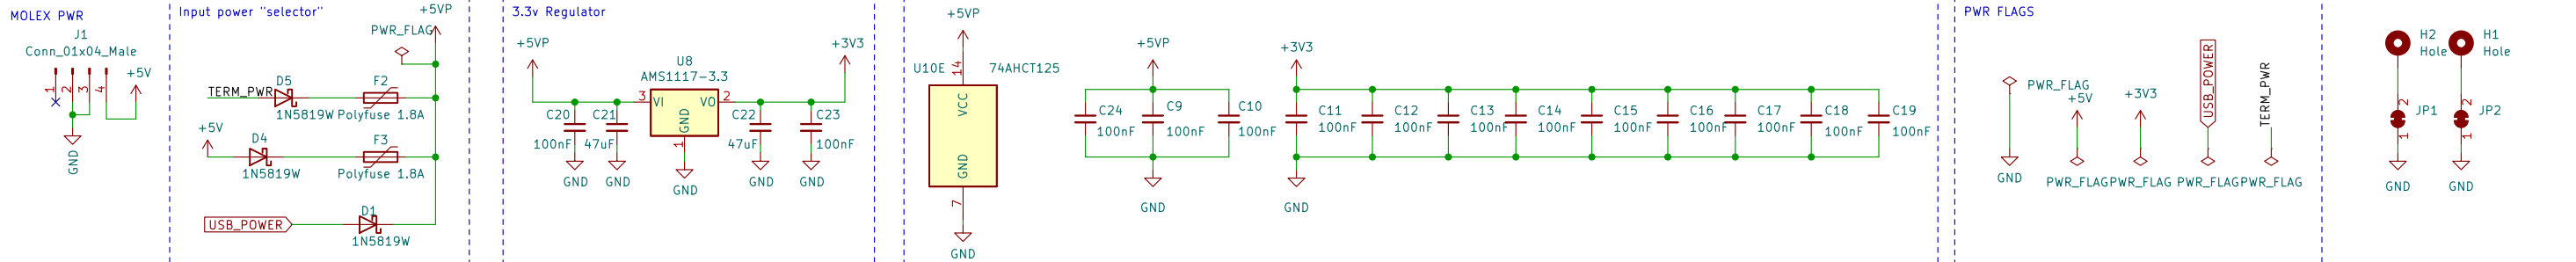 MOLEX PWR
J1
Conn_01x04_Male
1
2
3
4
+5V
GND
Input power "selector"
+5VP
PWR_FLAG
TERM_PWR
D5
1N5819W
F2
Polyfuse 1.8A
+5V
D4
1N5819W
F3
Polyfuse 1.8A
USB_POWER
D1
1N5819W
3.3v Regulator
+5VP
U8
AMS1117-3.3
+3V3
3
VI
VO
2
GND
1
C20
100nF
C21
47uF
C22
47uF
C23
100nF
GND
GND
GND
GND
GND
+5VP
U10E
14
74AHCT125
VCC
GND
7
GND
+5VP
C24
100nF
C9
100nF
C10
100nF
GND
+3V3
C11
100nF
C12
100nF
C13
100nF
C14
100nF
C15
100nF
C16
100nF
C17
100nF
C18
100nF
C19
100nF
GND
PWR FLAGS
PWR_FLAG
GND
+5V
PWR_FLAG
+3V3
PWR_FLAG
USB_POWER
PWR_FLAG
TERM_PWR
PWR_FLAG
H2
Hole
2
JP1
1
GND
H1
Hole
2
JP2
1
GND